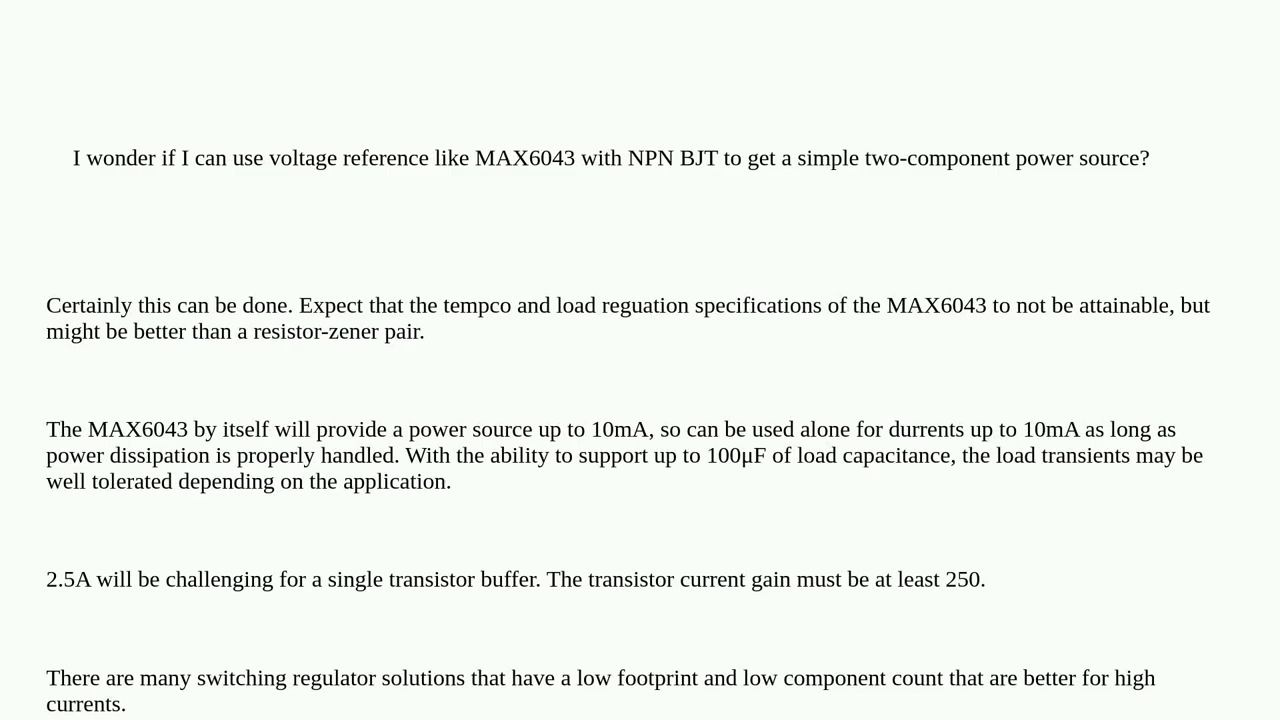 I wonder if I can use voltage reference like MAX6043 with NPN BJT to get a simple two-component power source?
Certainly this can be done. Expect that the tempco and load reguation specifications of the MAX6043 to not be attainable, but
might be better than a resistor-zener pair.
The MAX6043 by itself will provide a power source up to 10mA, so can be used alone for durrents up to 10mA as long as
power dissipation is properly handled. With the ability to support up to 100μF of load capacitance, the load transients may be
well tolerated depending on the application.
2.5A will be challenging for a single transistor buffer. The transistor current gain must be at least 250.
There are many switching regulator solutions that have a low footprint and low component count that are better for high
currents.